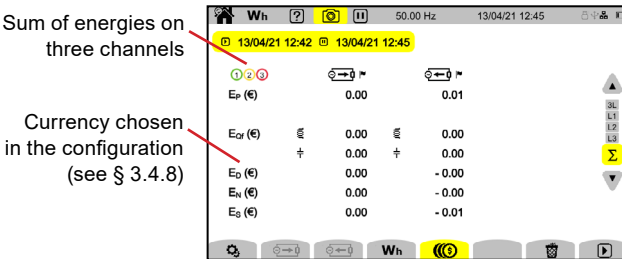 Sum of energies on
three channels
Currency chosen
in the configuration
(see § 3.4.8)
Wh ? 50.00 Hz 13/04/21 12:45
13/04/21 12:42 13/04/21 12:45
1 2 3
EP (€) 0.00 0.01
EQf (€) 0.00 0.00
0.00 0.00
ED (€) 0.00 - 0.00
EN (€) 0.00 - 0.00
ES (€) 0.00 - 0.01
3L
L1
L2
L3
Σ
Wh